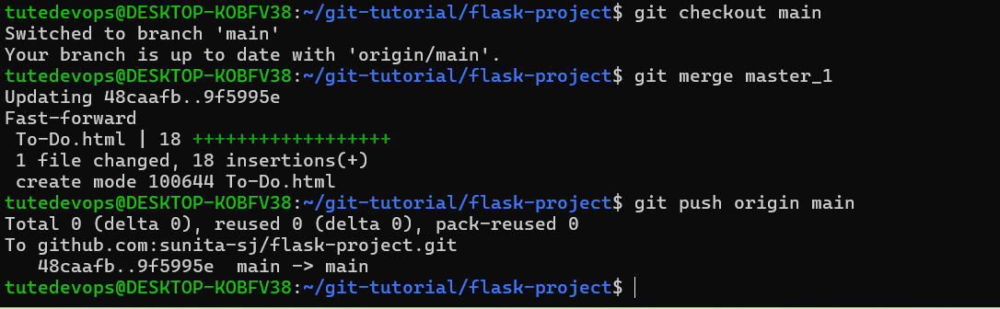 tutedevops@DESKTOP-KOBFV38:~/git-tutorial/flask-project$ git checkout main
Switched to branch 'main'
Your branch is up to date with 'origin/main'.
tutedevops@DESKTOP-KOBFV38:~/git-tutorial/flask-project$ git merge master_1
Updating 48caafb..9f5995e
Fast-forward
 To-Do.html | 18 ++++++++++++++++++
 1 file changed, 18 insertions(+)
 create mode 100644 To-Do.html
tutedevops@DESKTOP-KOBFV38:~/git-tutorial/flask-project$ git push origin main
Total 0 (delta 0), reused 0 (delta 0), pack-reused 0
To github.com:sunita-sj/flask-project.git
   48caafb..9f5995e  main -> main
tutedevops@DESKTOP-KOBFV38:~/git-tutorial/flask-project$